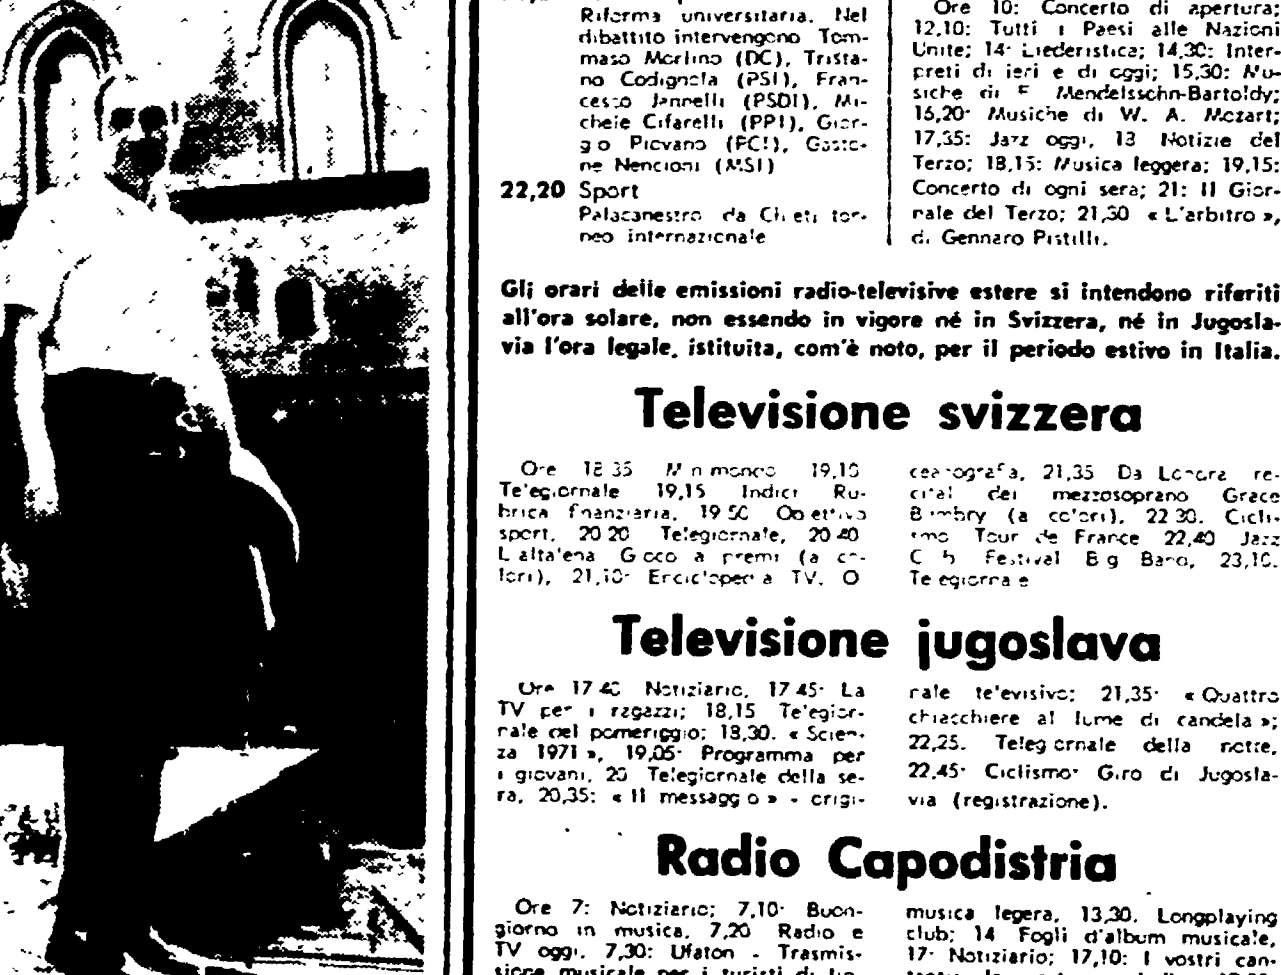 Riforma universitaria. Nel
dibattito intervengono Tom-
maso Morlino (DC), Trista-
no Codignola (PSI), Fran-
cesco Jannelli (PSDI), Mi-
chele Cifarelli (PRI), Gior-
gio Piovano (PCI), Gasto-
ne Nencioni (MSI)
22,20 Sport
Palacanestro da Chieti tor-
neo internazionale
Ore 10: Concerto di apertura;
12,10: Tutti i Paesi alle Nazioni
Unite; 14: Liederistica; 14,30: Inter-
preti di ieri e di oggi; 15,30: Mu-
siche di F. Mendelssohn-Bartoldy;
16,20: Musiche di W. A. Mozart;
17,35: Jazz oggi, 18 Notizie del
Terzo; 18,15: Musica leggera; 19,15:
Concerto di ogni sera; 21: Il Gior-
nale del Terzo; 21,30 « L'arbitro »,
di Gennaro Pistilli.
Gli orari delle emissioni radio-televisive estere si intendono riferiti
all'ora solare, non essendo in vigore né in Svizzera, né in Jugosla-
via l'ora legale, istituita, com'è noto, per il periodo estivo in Italia.
Televisione svizzera
Ore 18 35 Minimondo 19,10
Telegiornale 19,15 Indici Ru-
brica finanziaria, 19 50 Obiettivo
sport, 20 20 Telegiornale, 20 40
L'altalena Gioco a premi (a co-
lori), 21,10: Enciclopedia TV. O
ceanografia, 21,35 Da Londra re-
cital del mezzosoprano Grace
Bumbry (a colori), 22 30. Cicli-
smo Tour de France 22,40 Jazz
Club Festival Big Band, 23,10.
Telegiornale
Televisione jugoslava
Ore 17 40 Notiziario, 17 45: La
TV per i ragazzi; 18,15 Telegior-
nale del pomeriggio; 18,30. « Scien-
za 1971 », 19,05: Programma per
i giovani, 20 Telegiornale della se-
ra, 20,35: « Il messaggio » - origi-
nale televisivo; 21,35: « Quattro
chiacchiere al lume di candela »;
22,25. Telegiornale della notte,
22,45: Ciclismo: Giro di Jugosla-
via (registrazione).
Radio Capodistria
Ore 7: Notiziario; 7,10: Buon-
giorno in musica, 7,20 Radio e
TV oggi, 7,30: Ufaton - Trasmis-
sione musicale per i turisti di lin-
musica legera, 13,30. Longplaying
club; 14 Fogli d'album musicale,
17: Notiziario; 17,10: I vostri can-